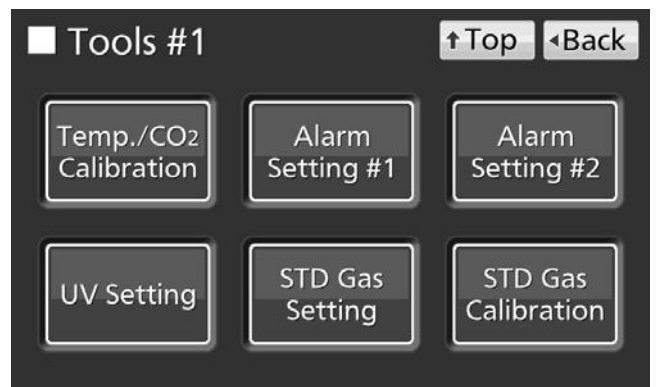 Tools #1
↑Top ◂Back
Temp./CO2
Calibration
Alarm
Setting #1
Alarm
Setting #2
UV Setting
STD Gas
Setting
STD Gas
Calibration